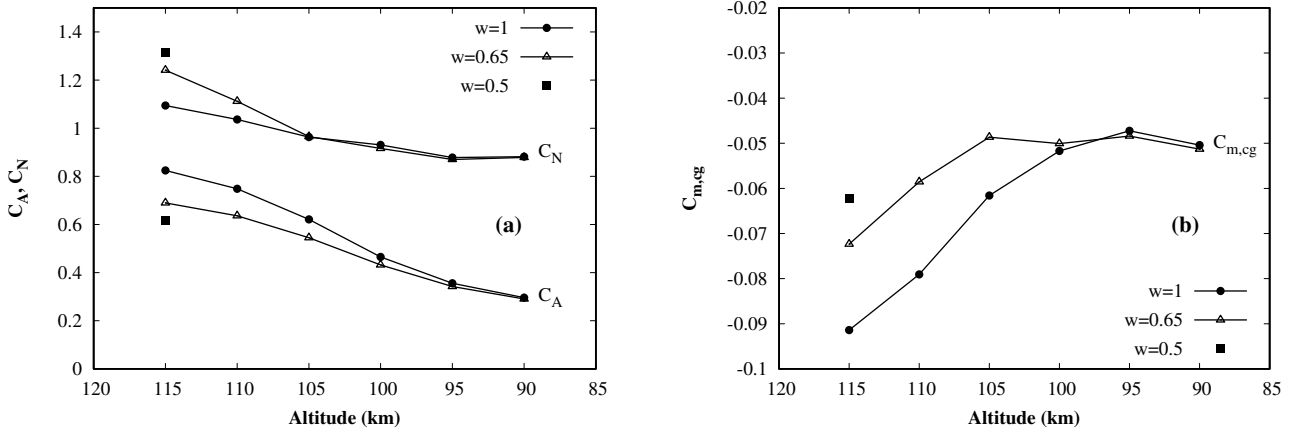 1.4
1.2
1
0.8
0.6
0.4
0.2
0
C_A, C_N
w=1
w=0.65
w=0.5
C_N
(a)
C_A
120 115 110 105 100 95 90 85
Altitude (km)
-0.02
-0.03
-0.04
-0.05
-0.06
-0.07
-0.08
-0.09
-0.1
C_m,cg
C_m,cg
(b)
w=1
w=0.65
w=0.5
120 115 110 105 100 95 90 85
Altitude (km)